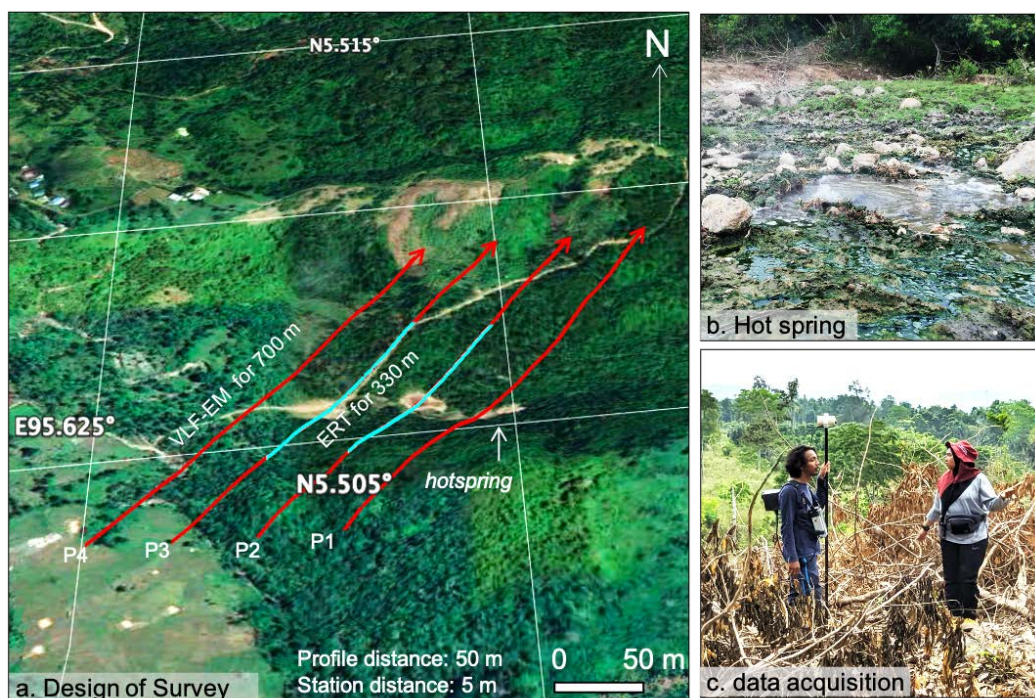 N5.515°
N
VLF-EM for 700 m
ERT for 330 m
E95.625°
N5.505°
hotspring
P4
P3
P2
P1
Profile distance: 50 m
Station distance: 5 m
0 50 m
a. Design of Survey
b. Hot spring
c. data acquisition